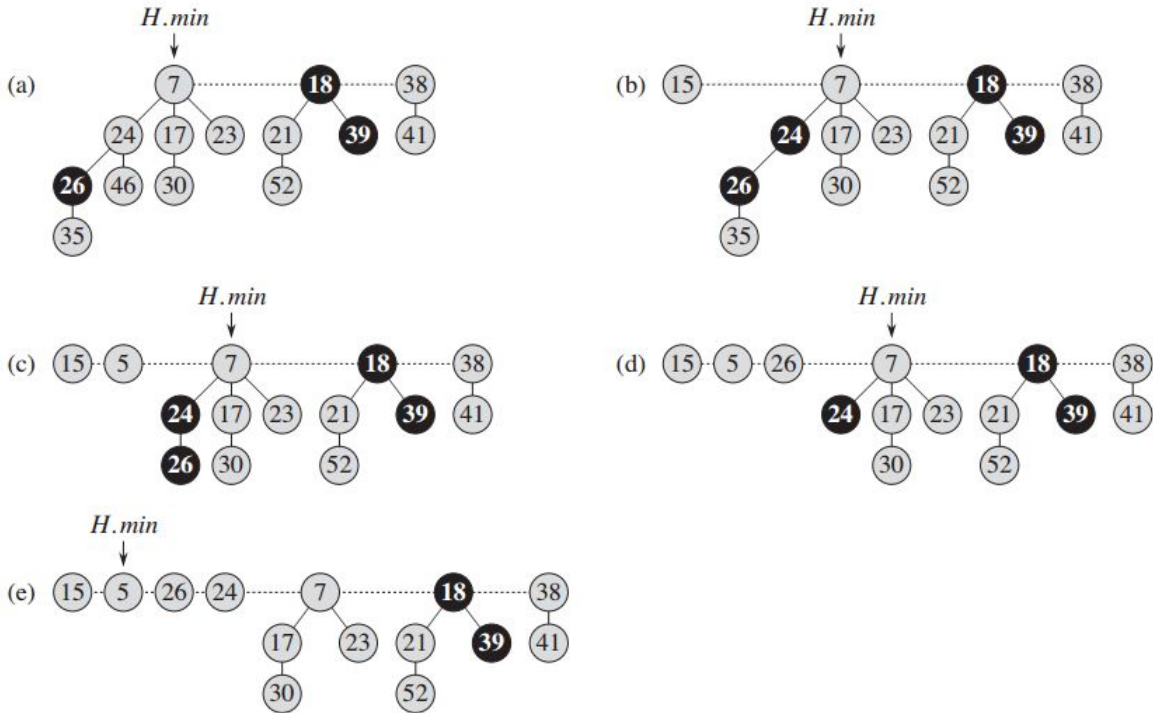 H.min H.min
(a) 7 18 38 (b) 15 7 18 38
24 17 23 21 39 41 24 17 23 21 39 41
26 46 30 52 26 30 52
35 35
H.min H.min
(c) 15 5 7 18 38 (d) 15 5 26 7 18 38
24 17 23 21 39 41 24 17 23 21 39 41
26 30 52 30 52
H.min
(e) 15 5 26 24 7 18 38
17 23 21 39 41
30 52